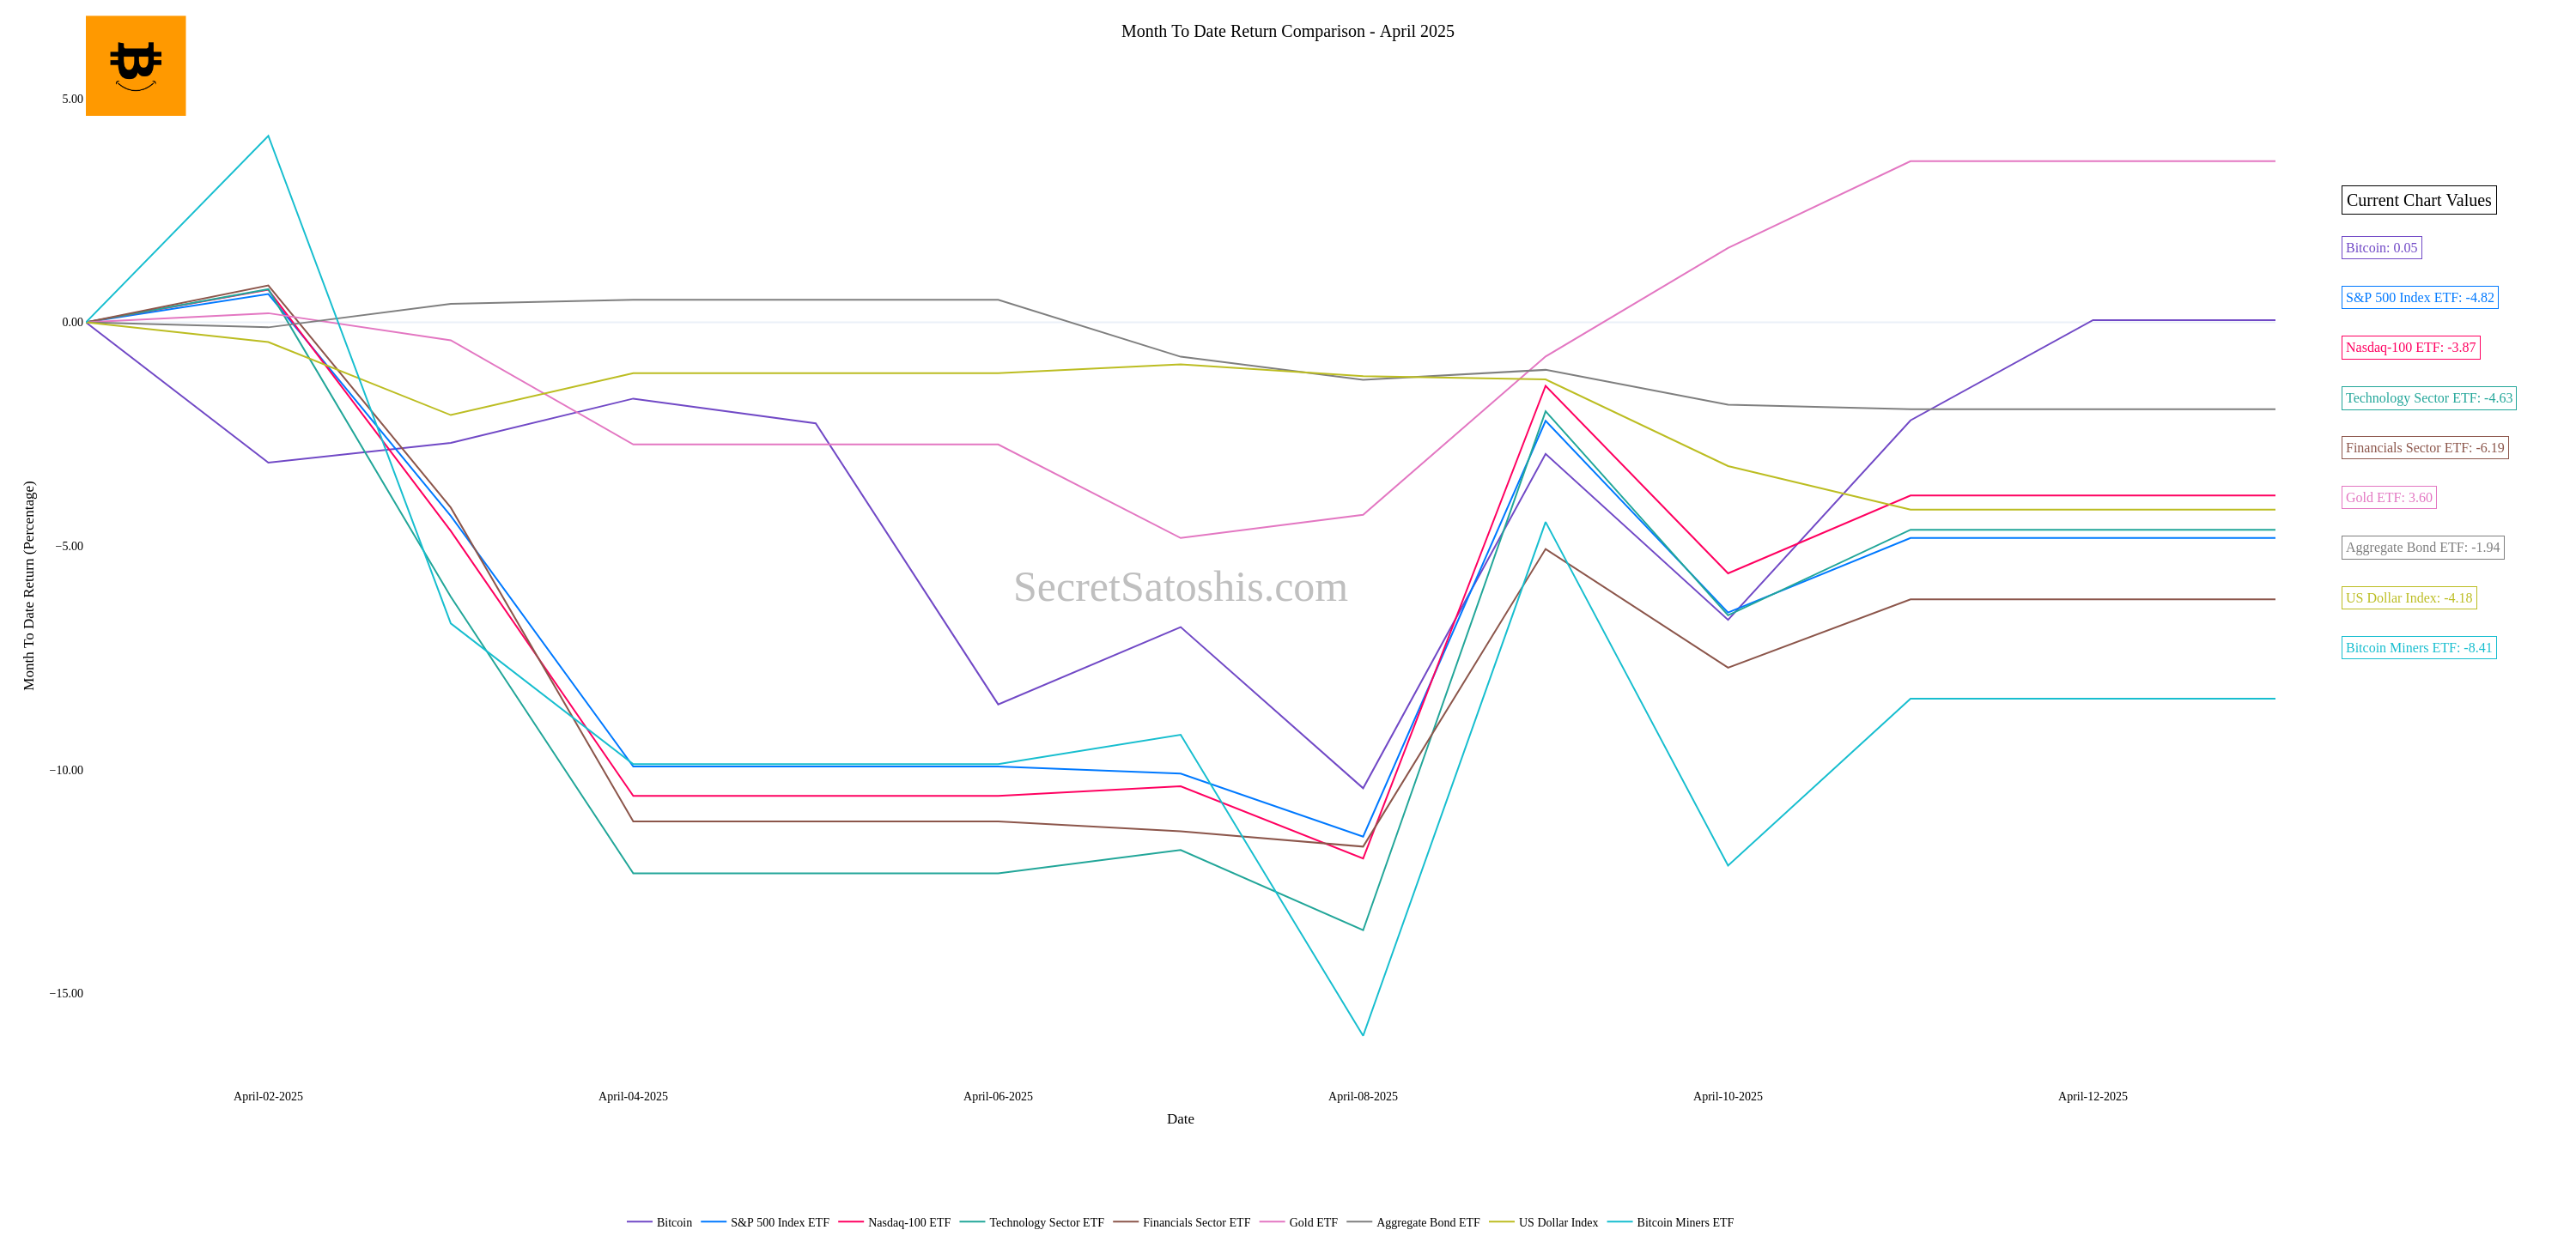 Month To Date Return Comparison - April 2025
5.00
0.00
−5.00
−10.00
−15.00
Month To Date Return (Percentage)
SecretSatoshis.com
Current Chart Values
Bitcoin: 0.05
S&P 500 Index ETF: -4.82
Nasdaq-100 ETF: -3.87
Technology Sector ETF: -4.63
Financials Sector ETF: -6.19
Gold ETF: 3.60
Aggregate Bond ETF: -1.94
US Dollar Index: -4.18
Bitcoin Miners ETF: -8.41
April-02-2025 April-04-2025 April-06-2025 April-08-2025 April-10-2025 April-12-2025
Date
Bitcoin S&P 500 Index ETF Nasdaq-100 ETF Technology Sector ETF Financials Sector ETF Gold ETF Aggregate Bond ETF US Dollar Index Bitcoin Miners ETF